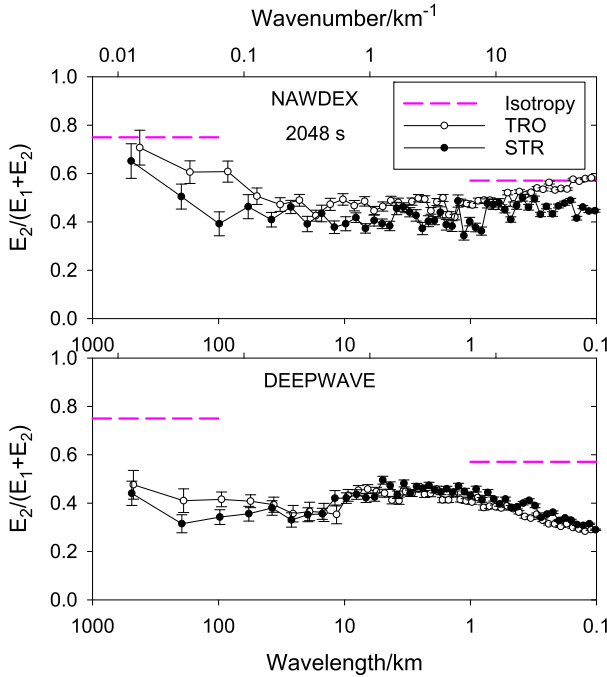 Wavenumber/km-1
0.01 0.1 1 10
NAWDEX
2048 s
Isotropy
TRO
STR
E2/(E1+E2)
1.0
0.8
0.6
0.4
0.2
0.0
1000 100 10 1 0.1
DEEPWAVE
E2/(E1+E2)
1.0
0.8
0.6
0.4
0.2
0.0
1000 100 10 1 0.1
Wavelength/km